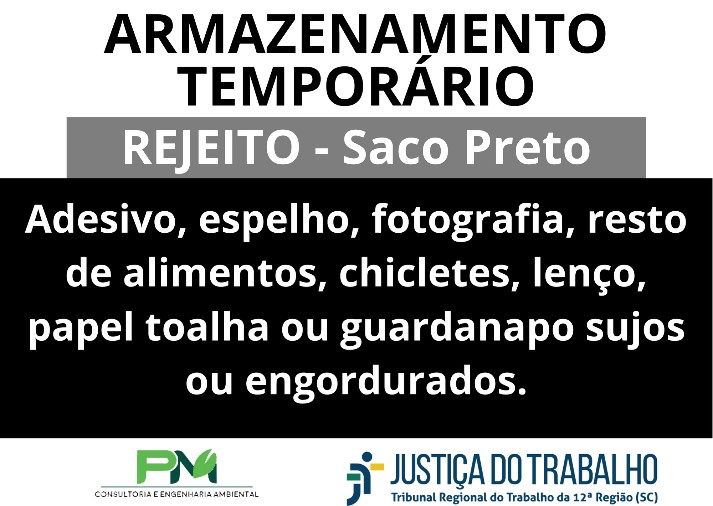 ARMAZENAMENTO
TEMPORÁRIO
REJEITO - Saco Preto
Adesivo, espelho, fotografia, resto
de alimentos, chicletes, lenço,
papel toalha ou guardanapo sujos
ou engordurados.
PM
CONSULTORIA E ENGENHARIA AMBIENTAL
JUSTIÇA DO TRABALHO
Tribunal Regional do Trabalho da 12ª Região (SC)